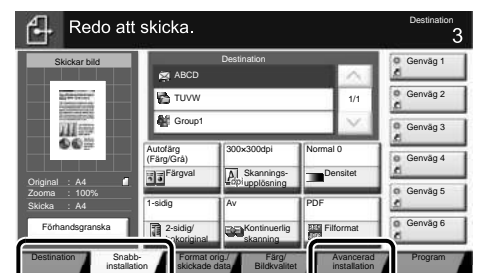 Redo att skicka.
Destination
3
Skickar bild
Original : A4
Zooma : 100%
Skicka : A4
Förhandsgranska
Destination
ABCD
TUVW
Group1
1/1
Autofärg
(Färg/Grå)
Färgval
300x300dpi
Skannings-
upplösning
Normal 0
Densitet
1-sidig
2-sidig/
bokoriginal
Av
Kontinuerlig
skanning
PDF
Filformat
Genväg 1
Genväg 2
Genväg 3
Genväg 4
Genväg 5
Genväg 6
Destination
Snabb-
installation
Format orig./
skickade data
Färg/
Bildkvalitet
Avancerad
installation
Program